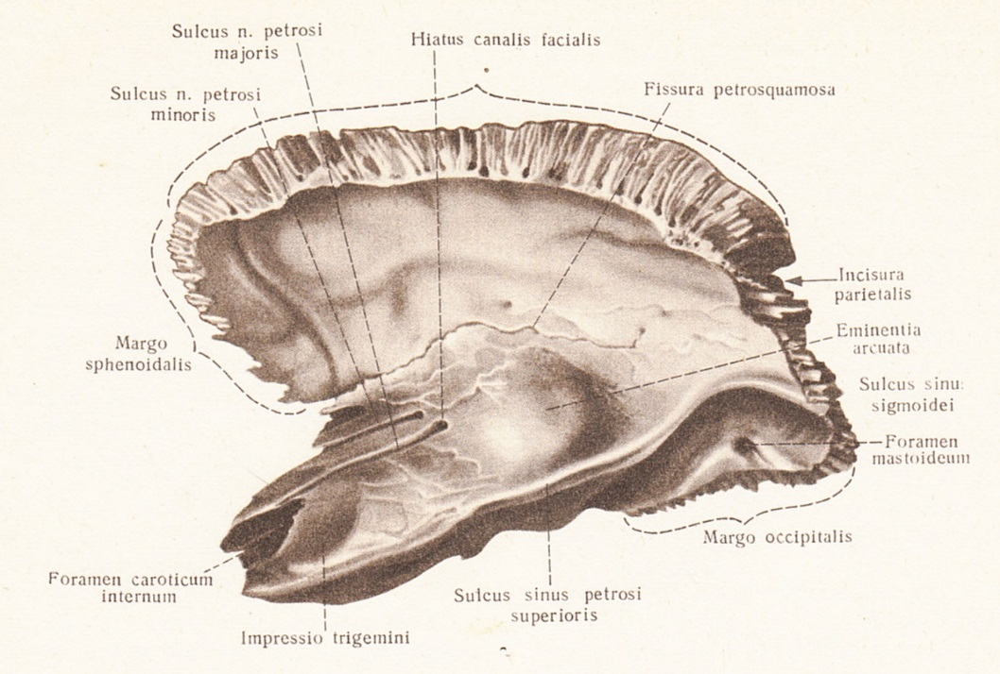 Sulcus n. petrosi
majoris
Hiatus canalis facialis
Sulcus n. petrosi
minoris
Fissura petrosquamosa
Incisura
parietalis
Margo
sphenoidalis
Eminentia
arcuata
Sulcus sinu:
sigmoidei
Foramen
mastoideum
Margo occipitalis
Foramen caroticum
internum
Sulcus sinus petrosi
superioris
Impressio trigemini